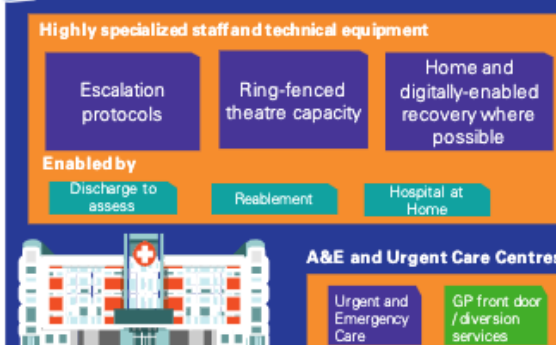 Highly specialized staff and technical equipment
Escalation
protocols
Ring-fenced
theatre capacity
Home and
digitally-enabled
recovery where
possible
Enabled by
Discharge to
assess
Reablement
Hospital at
Home
A&E and Urgent Care Centres
Urgent and
Emergency
Care
GP front door
/diversion
services